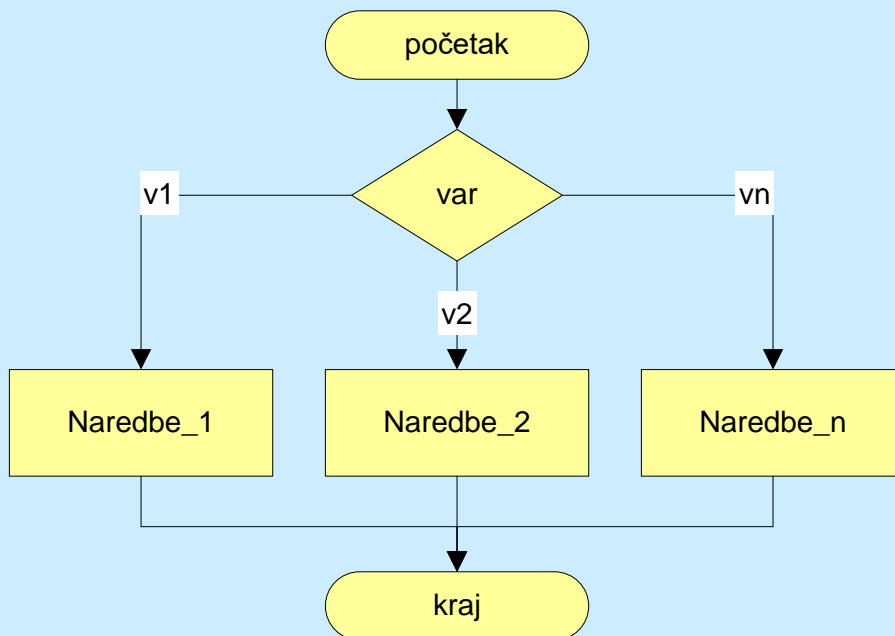 početak
var
v1
vn
v2
Naredbe_1
Naredbe_2
Naredbe_n
kraj